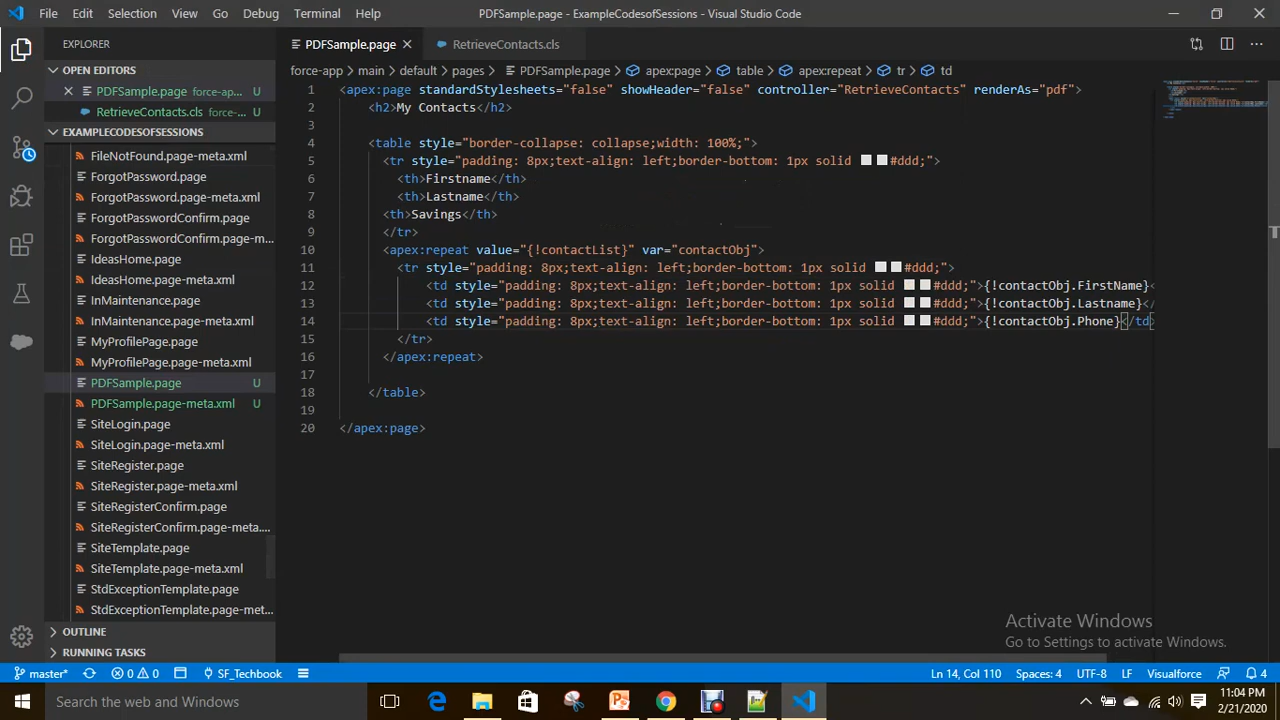 File Edit Selection View Go Debug Terminal Help PDFSample.page - ExampleCodesofSessions - Visual Studio Code
EXPLORER
OPEN EDITORS
PDFSample.page force-ap... U
RetrieveContacts.cls force-... U
EXAMPLECODESOFSESSIONS
FileNotFound.page-meta.xml
ForgotPassword.page
ForgotPassword.page-meta.xml
ForgotPasswordConfirm.page
ForgotPasswordConfirm.page-m...
IdeasHome.page
IdeasHome.page-meta.xml
InMaintenance.page
InMaintenance.page-meta.xml
MyProfilePage.page
MyProfilePage.page-meta.xml
PDFSample.page U
PDFSample.page-meta.xml U
SiteLogin.page
SiteLogin.page-meta.xml
SiteRegister.page
SiteRegister.page-meta.xml
SiteRegisterConfirm.page
SiteRegisterConfirm.page-meta....
SiteTemplate.page
SiteTemplate.page-meta.xml
StdExceptionTemplate.page
StdExceptionTemplate.page-met...
OUTLINE
RUNNING TASKS
PDFSample.page RetrieveContacts.cls
force-app main default pages PDFSample.page apex:page table apex:repeat tr td
1 <apex:page standardStylesheets="false" showHeader="false" controller="RetrieveContacts" renderAs="pdf">
2 <h2>My Contacts</h2>
3
4 <table style="border-collapse: collapse;width: 100%;">
5 <tr style="padding: 8px;text-align: left;border-bottom: 1px solid #ddd;">
6 <th>Firstname</th>
7 <th>Lastname</th>
8 <th>Savings</th>
9 </tr>
10 <apex:repeat value="{!contactList}" var="contactObj">
11 <tr style="padding: 8px;text-align: left;border-bottom: 1px solid #ddd;">
12 <td style="padding: 8px;text-align: left;border-bottom: 1px solid #ddd;">{!contactObj.FirstName}<
13 <td style="padding: 8px;text-align: left;border-bottom: 1px solid #ddd;">{!contactObj.Lastname}</
14 <td style="padding: 8px;text-align: left;border-bottom: 1px solid #ddd;">{!contactObj.Phone}</td>
15 </tr>
16 </apex:repeat>
17
18 </table>
19
20 </apex:page>
Activate Windows
Go to Settings to activate Windows.
master* 0 0 SF_Techbook Ln 14, Col 110 Spaces: 4 UTF-8 LF Visualforce 4
Search the web and Windows
11:04 PM
2/21/2020